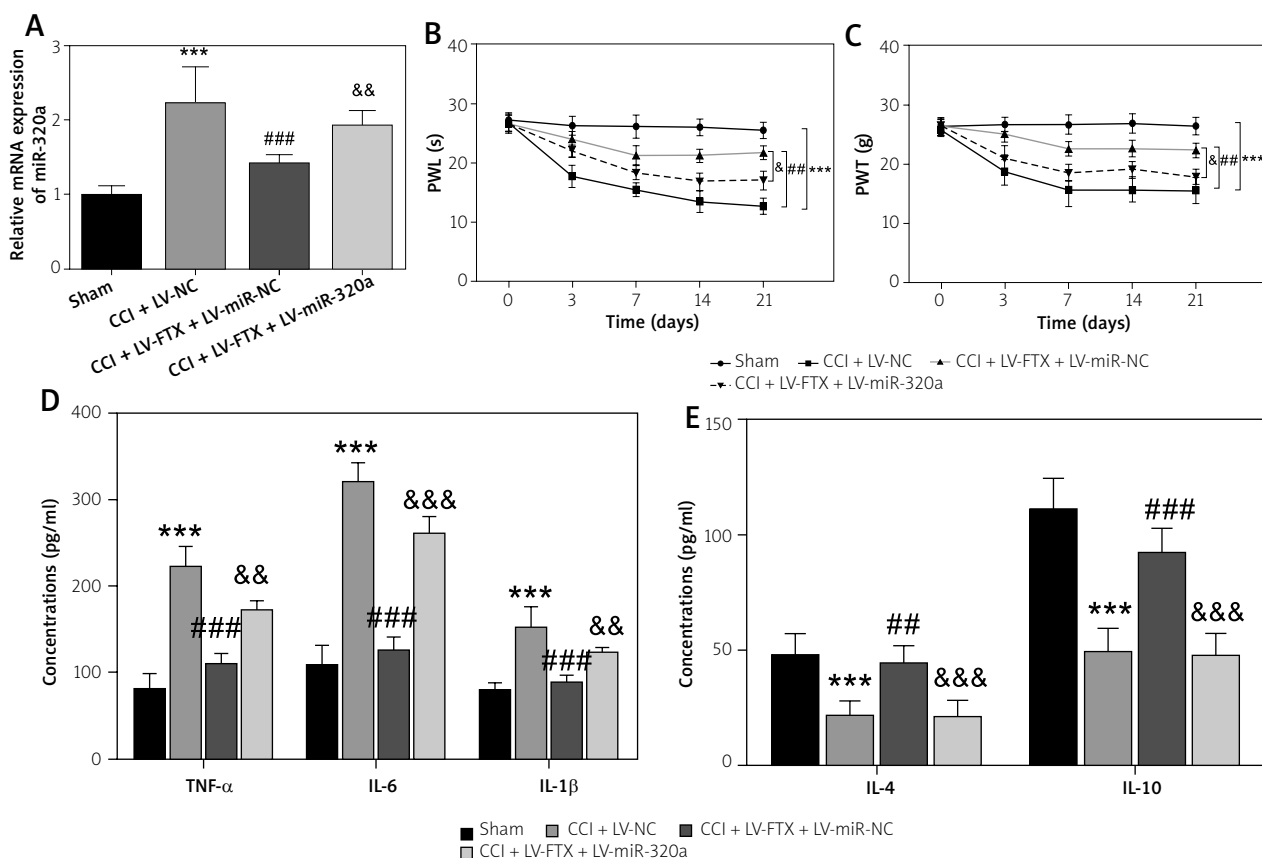 A
Relative mRNA expression
of miR-320a
3
2
1
0
***
###
&&
Sham
CCI + LV-NC
CCI + LV-FTX + LV-miR-NC
CCI + LV-FTX + LV-miR-320a
B
PWL (s)
40
30
20
10
0
& ## ***
0 3 7 14 21
Time (days)
C
PWT (g)
40
30
20
10
0
& ## ***
0 3 7 14 21
Time (days)
Sham CCI + LV-NC CCI + LV-FTX + LV-miR-NC
CCI + LV-FTX + LV-miR-320a
D
Concentrations (pg/ml)
400
300
200
100
0
*** ### &&
*** ### &&&
*** ### &&
TNF-α IL-6 IL-1β
E
Concentrations (pg/ml)
150
100
50
0
*** ## &&&
*** ### &&&
IL-4 IL-10
Sham CCI + LV-NC CCI + LV-FTX + LV-miR-NC
CCI + LV-FTX + LV-miR-320a